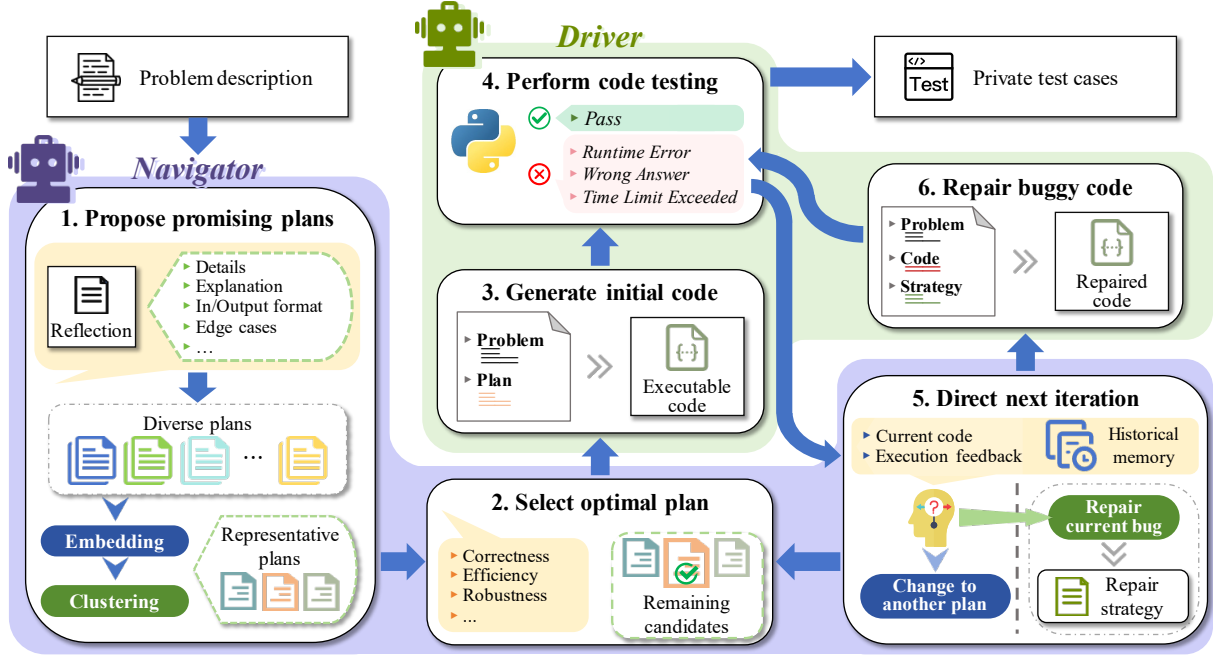 Problem description
Navigator
1. Propose promising plans
Reflection
Details
Explanation
In/Output format
Edge cases
...
Diverse plans
...
Embedding
Clustering
Representative
plans
2. Select optimal plan
Correctness
Efficiency
Robustness
...
Remaining
candidates
Driver
3. Generate initial code
Problem
Plan
{...}
Executable
code
4. Perform code testing
Pass
Runtime Error
Wrong Answer
Time Limit Exceeded
</>
Test
Private test cases
5. Direct next iteration
Current code
Execution feedback
Historical
memory
?
Change to
another plan
Repair
current bug
Repair
strategy
6. Repair buggy code
Problem
Code
Strategy
{...}
Repaired
code